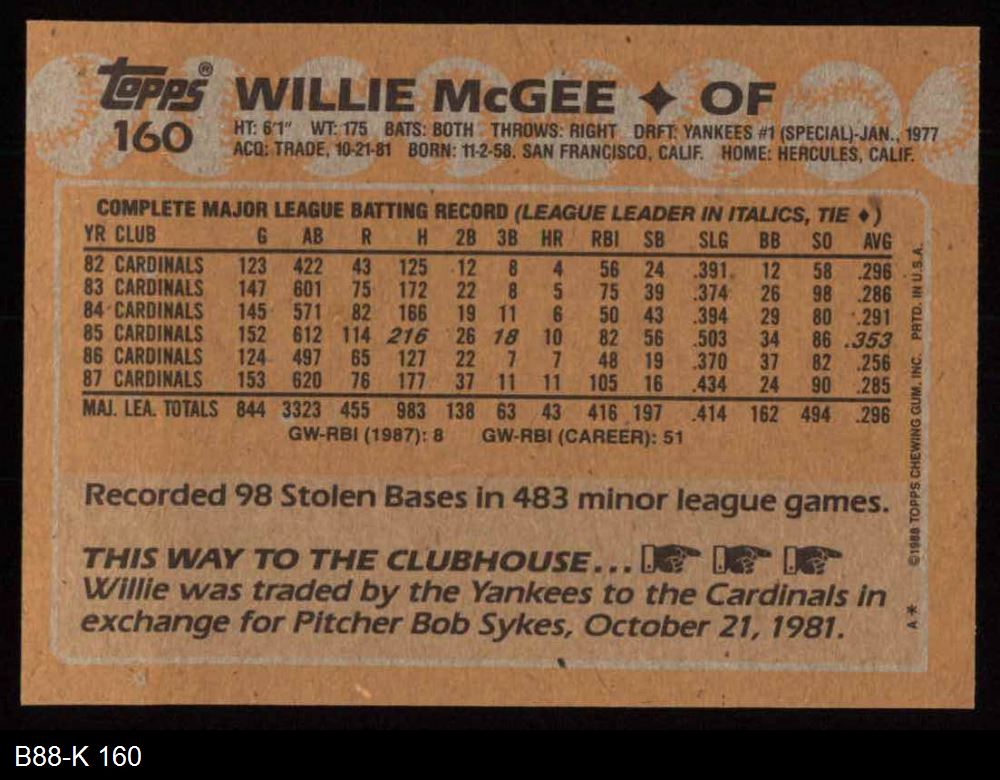 Topps® WILLIE McGEE ♦ OF
160 HT: 6'1" WT: 175 BATS: BOTH THROWS: RIGHT DRFT: YANKEES #1 (SPECIAL)-JAN., 1977
ACQ: TRADE, 10-21-81 BORN: 11-2-58, SAN FRANCISCO, CALIF. HOME: HERCULES, CALIF.
COMPLETE MAJOR LEAGUE BATTING RECORD (LEAGUE LEADER IN ITALICS, TIE ♦)
YR CLUB G AB R H 2B 3B HR RBI SB SLG BB SO AVG
82 CARDINALS 123 422 43 125 12 8 4 56 24 .391 12 58 .296
83 CARDINALS 147 601 75 172 22 8 5 75 39 .374 26 98 .286
84 CARDINALS 145 571 82 166 19 11 6 50 43 .394 29 80 .291
85 CARDINALS 152 612 114 216 26 18 10 82 56 .503 34 86 .353
86 CARDINALS 124 497 65 127 22 7 7 48 19 .370 37 82 .256
87 CARDINALS 153 620 76 177 37 11 11 105 16 .434 24 90 .285
MAJ. LEA. TOTALS 844 3323 455 983 138 63 43 416 197 .414 162 494 .296
GW-RBI (1987): 8 GW-RBI (CAREER): 51
Recorded 98 Stolen Bases in 483 minor league games.
THIS WAY TO THE CLUBHOUSE...
Willie was traded by the Yankees to the Cardinals in
exchange for Pitcher Bob Sykes, October 21, 1981.
A* ©1988 TOPPS CHEWING GUM, INC. PRTD. IN U.S.A.
B88-K 160